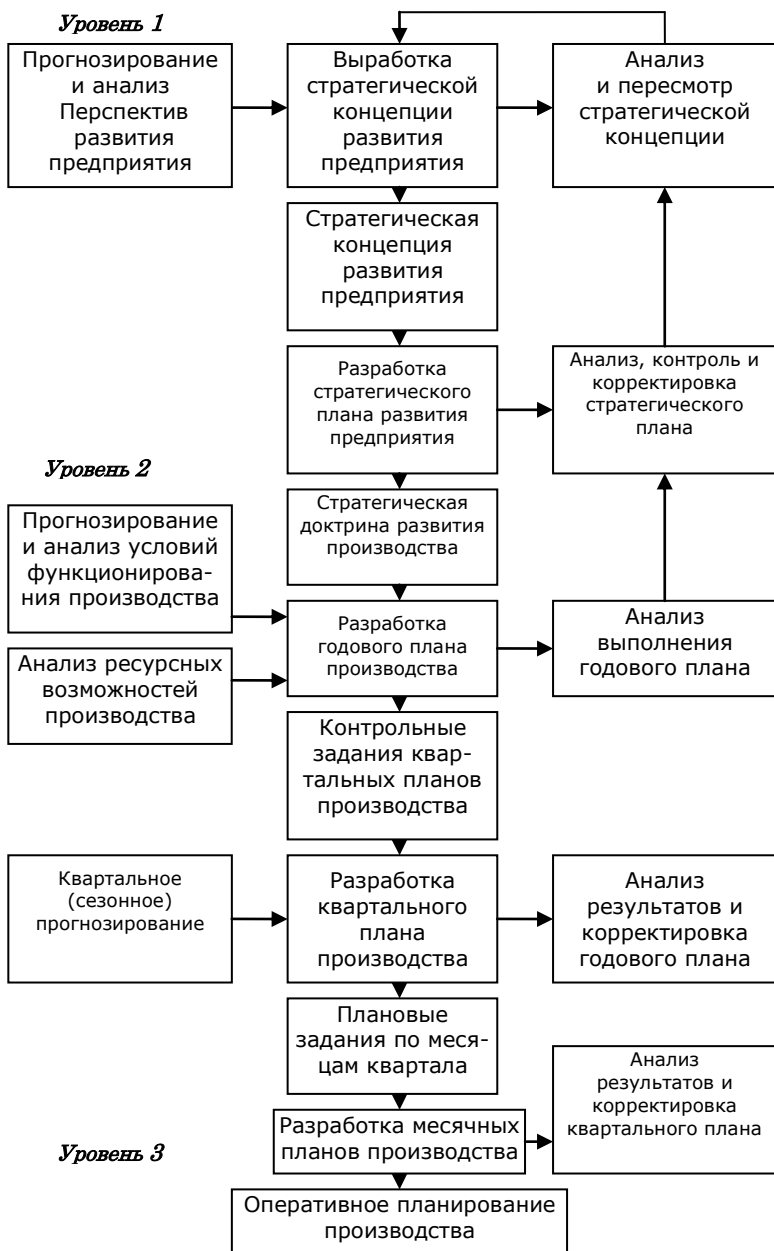 Уровень 1
Прогнозирование
и анализ
Перспектив
развития
предприятия
Выработка
стратегической
концепции
развития
предприятия
Анализ
и пересмотр
стратегической
концепции
Стратегическая
концепция
развития
предприятия
Разработка
стратегического
плана развития
предприятия
Анализ, контроль и
корректировка
стратегического
плана
Уровень 2
Стратегическая
доктрина развития
производства
Прогнозирование
и анализ условий
функционирова-
ния производства
Разработка
годового плана
производства
Анализ
выполнения
годового плана
Анализ ресурсных
возможностей
производства
Контрольные
задания квар-
тальных планов
производства
Квартальное
(сезонное)
прогнозирование
Разработка
квартального
плана
производства
Анализ
результатов и
корректировка
годового плана
Плановые
задания по меся-
цам квартала
Анализ
результатов и
корректировка
квартального плана
Разработка месячных
планов производства
Уровень 3
Оперативное планирование
производства